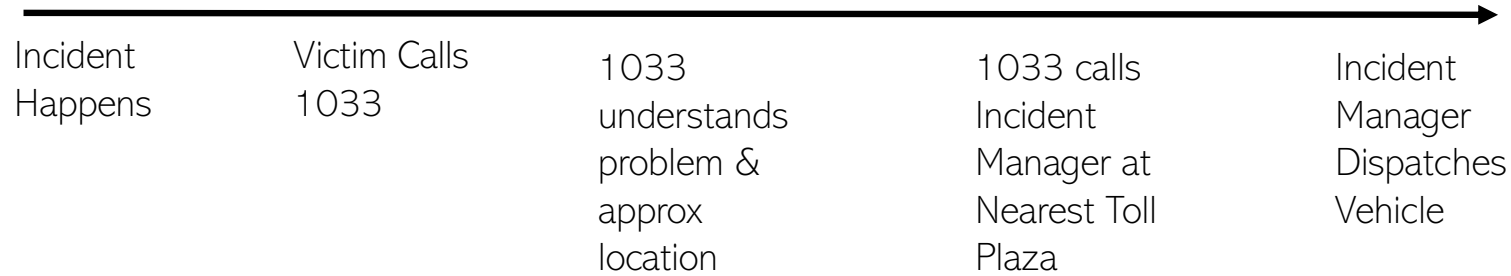 Incident
Happens
Victim Calls
1033
1033
understands
problem &
approx
location
1033 calls
Incident
Manager at
Nearest Toll
Plaza
Incident
Manager
Dispatches
Vehicle